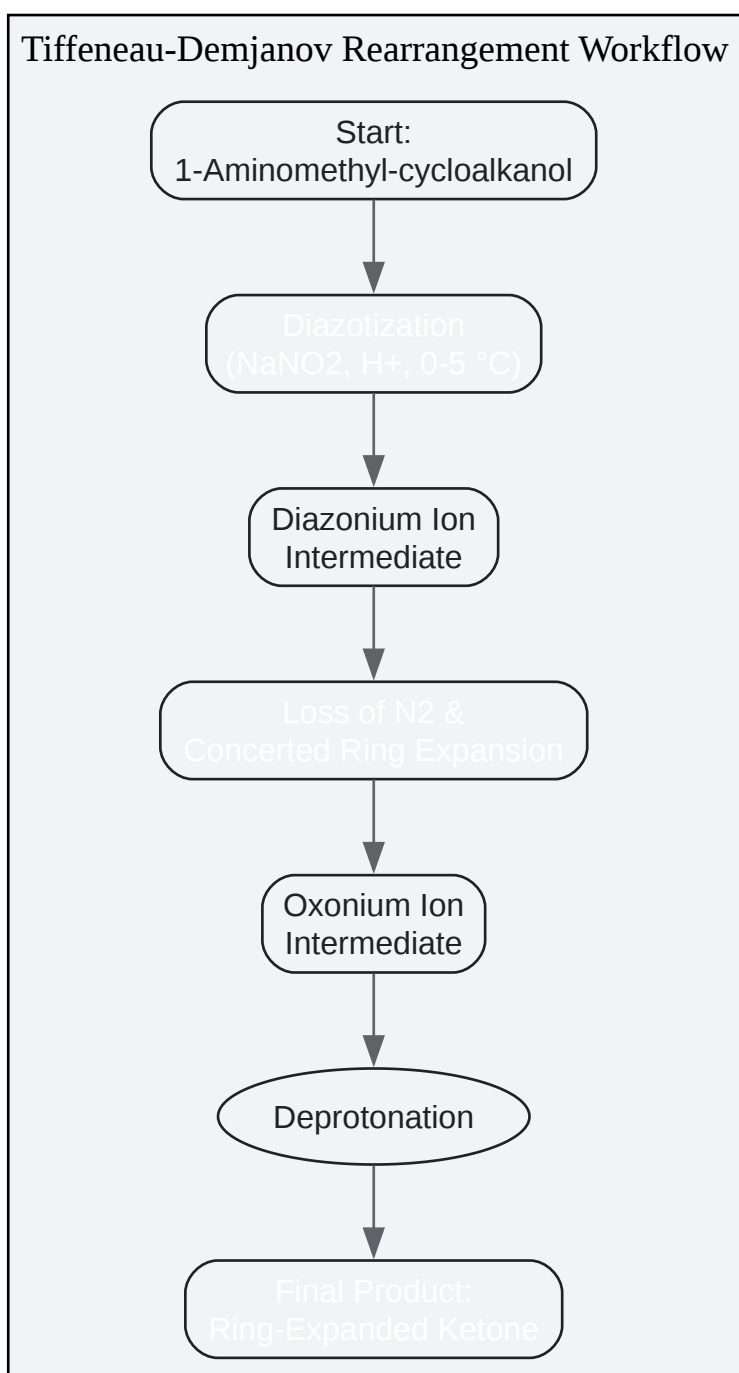 Tiffeneau-Demjanov Rearrangement Workflow
Start:
1-Aminomethyl-cycloalkanol
Diazotization
(NaNO2, H+, 0-5 °C)
Diazonium Ion
Intermediate
Loss of N2 &
Concerted Ring Expansion
Oxonium Ion
Intermediate
Deprotonation
Final Product:
Ring-Expanded Ketone